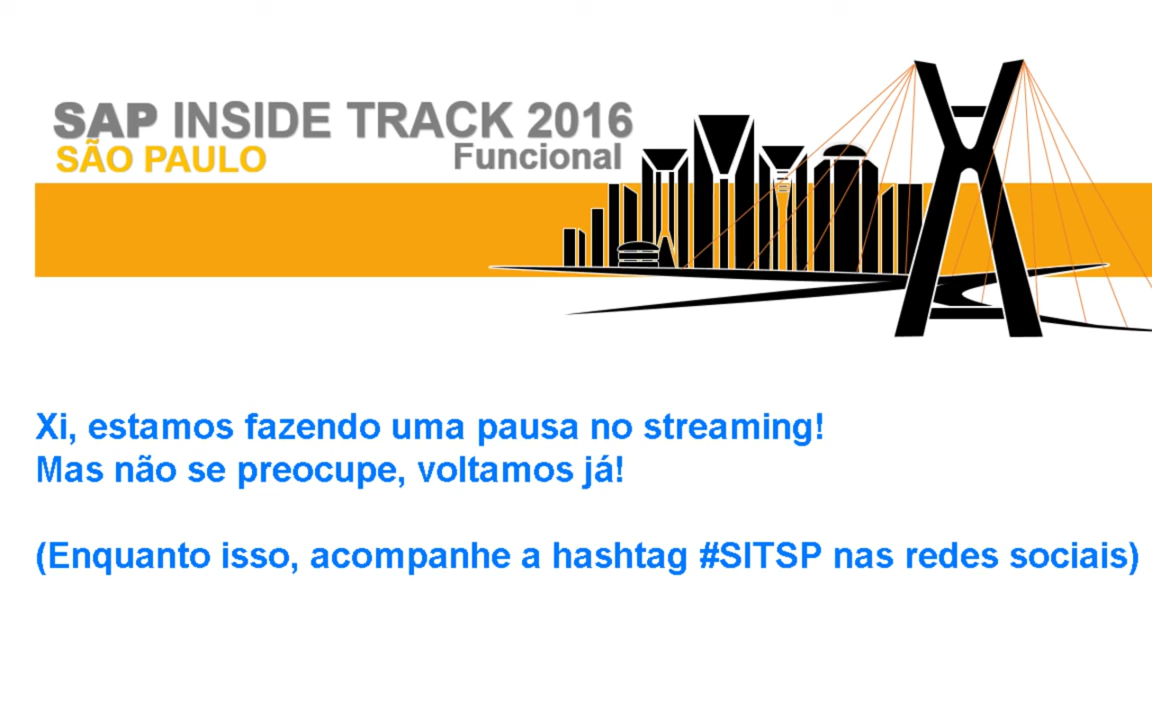 SAP INSIDE TRACK 2016
SÃO PAULO Funcional
Xi, estamos fazendo uma pausa no streaming!
Mas não se preocupe, voltamos já!
(Enquanto isso, acompanhe a hashtag #SITSP nas redes sociais)